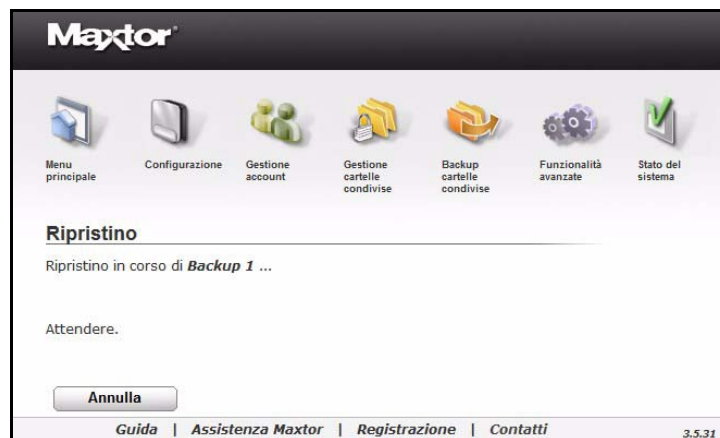 Maxtor
Menu
principale
Configurazione
Gestione
account
Gestione
cartelle
condivise
Backup
cartelle
condivise
Funzionalità
avanzate
Stato del
sistema
Ripristino
Ripristino in corso di Backup 1 ...
Attendere.
Annulla
Guida | Assistenza Maxtor | Registrazione | Contatti
3.5.31